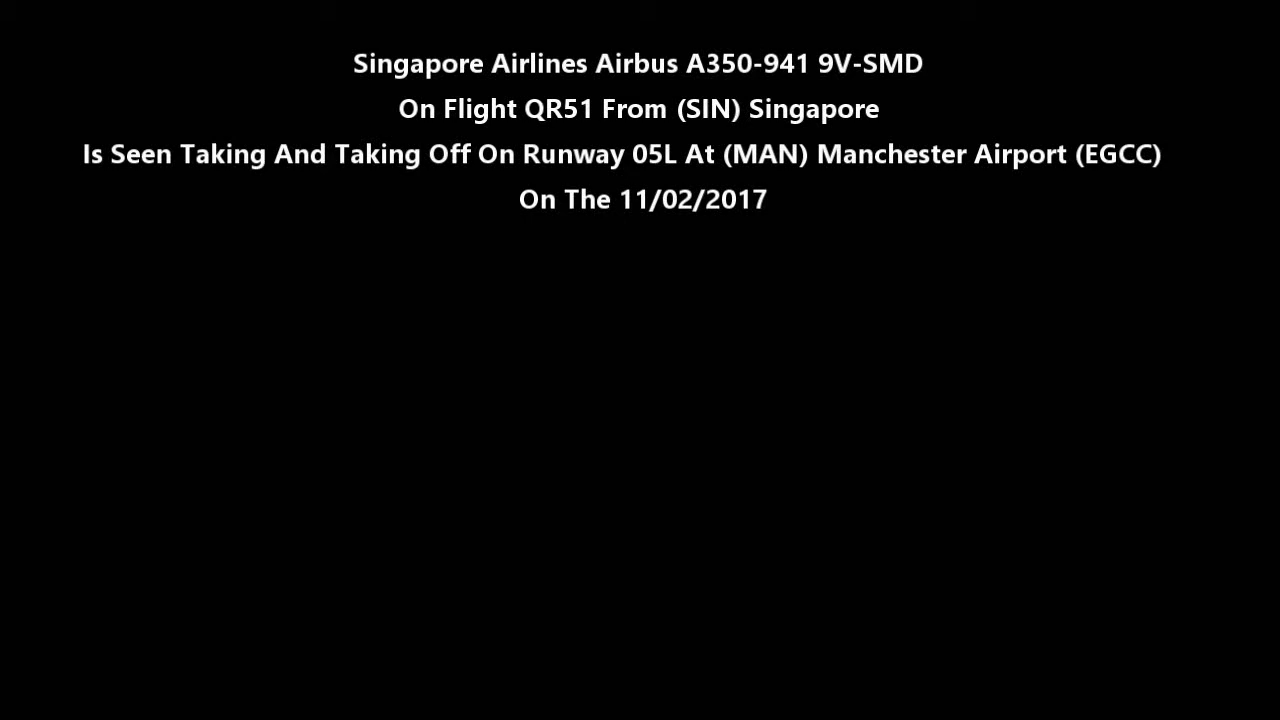 Singapore Airlines Airbus A350-941 9V-SMD
On Flight QR51 From (SIN) Singapore
Is Seen Taking And Taking Off On Runway 05L At (MAN) Manchester Airport (EGCC)
On The 11/02/2017